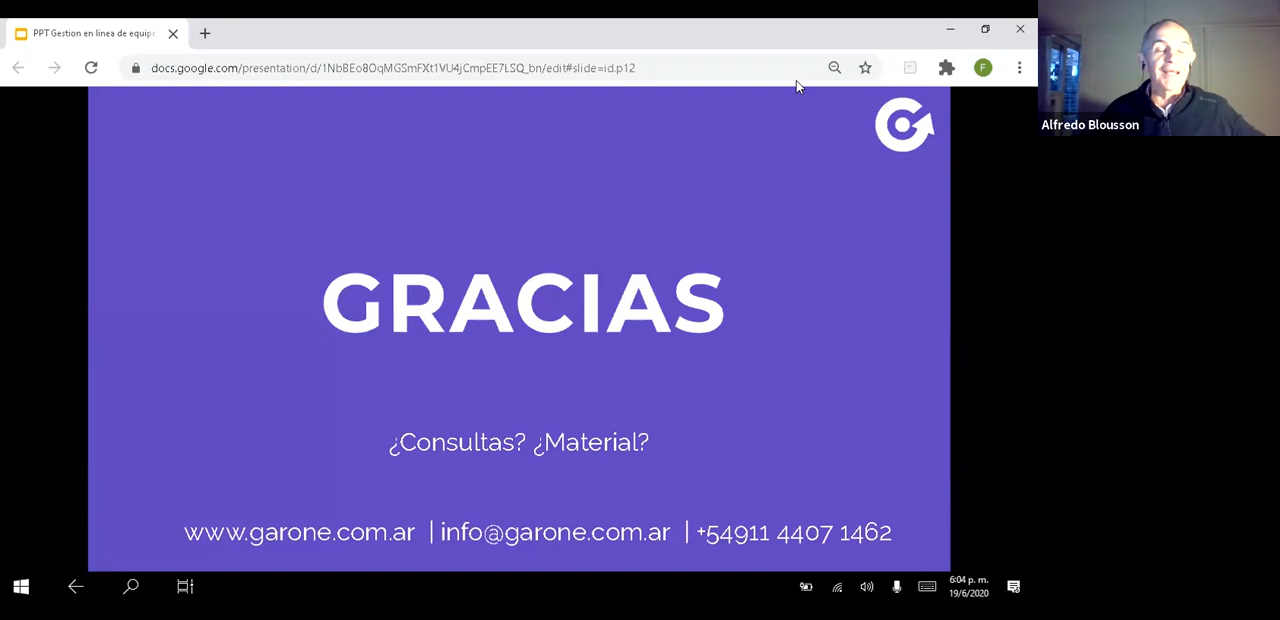 PPT Gestion en linea de equipo
docs.google.com/presentation/d/1NbBEo8OqMGSmFXt1VU4jCmpEE7LSQ_bn/edit#slide=id.p12
F
Alfredo Blousson
GRACIAS
¿Consultas? ¿Material?
www.garone.com.ar | info@garone.com.ar | +54911 4407 1462
6:04 p. m.
19/6/2020